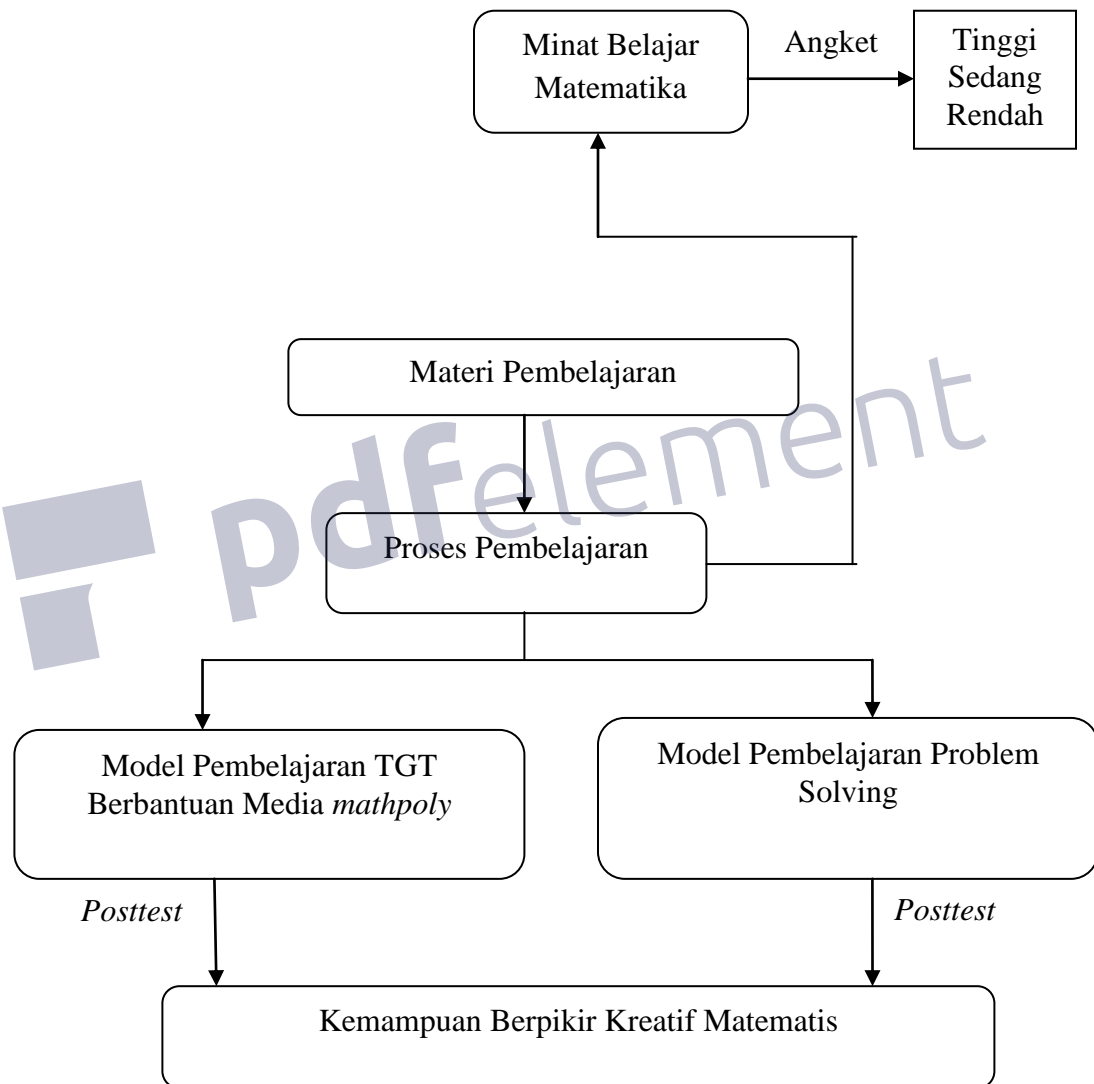 Minat Belajar
Matematika
Angket
Tinggi
Sedang
Rendah
Materi Pembelajaran
pdfelement
Proses Pembelajaran
Model Pembelajaran TGT
Berbantuan Media mathpoly
Model Pembelajaran Problem
Solving
Posttest
Posttest
Kemampuan Berpikir Kreatif Matematis